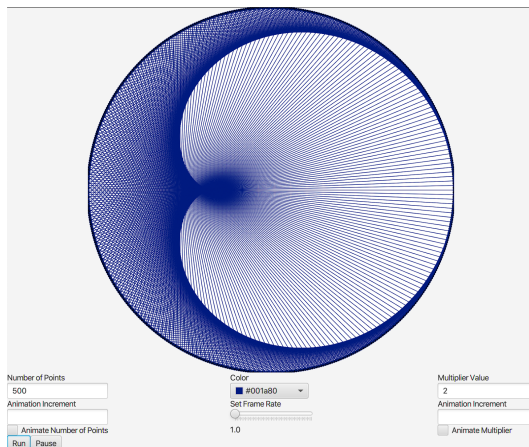 Number of Points
Color
Multiplier Value
500
#001a80
2
Animation Increment
Set Frame Rate
Animation Increment
Animate Number of Points
1.0
Animate Multiplier
Run
Pause